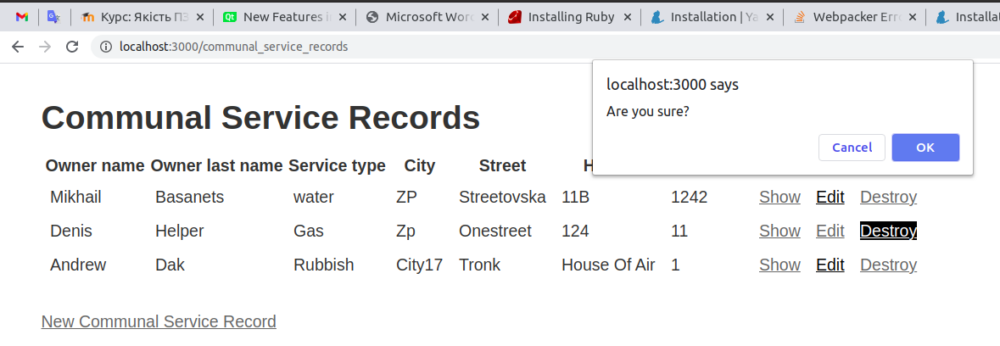 Курс: Якість ПЗ
New Features in
Microsoft Word
Installing Ruby
Installation | Ya
Webpacker Erro
Installat
localhost:3000/communal_service_records
localhost:3000 says
Are you sure?
Cancel OK
Communal Service Records
Owner name Owner last name Service type City Street H
Mikhail Basanets water ZP Streetovska 11B 1242 Show Edit Destroy
Denis Helper Gas Zp Onestreet 124 11 Show Edit Destroy
Andrew Dak Rubbish City17 Tronk House Of Air 1 Show Edit Destroy
New Communal Service Record